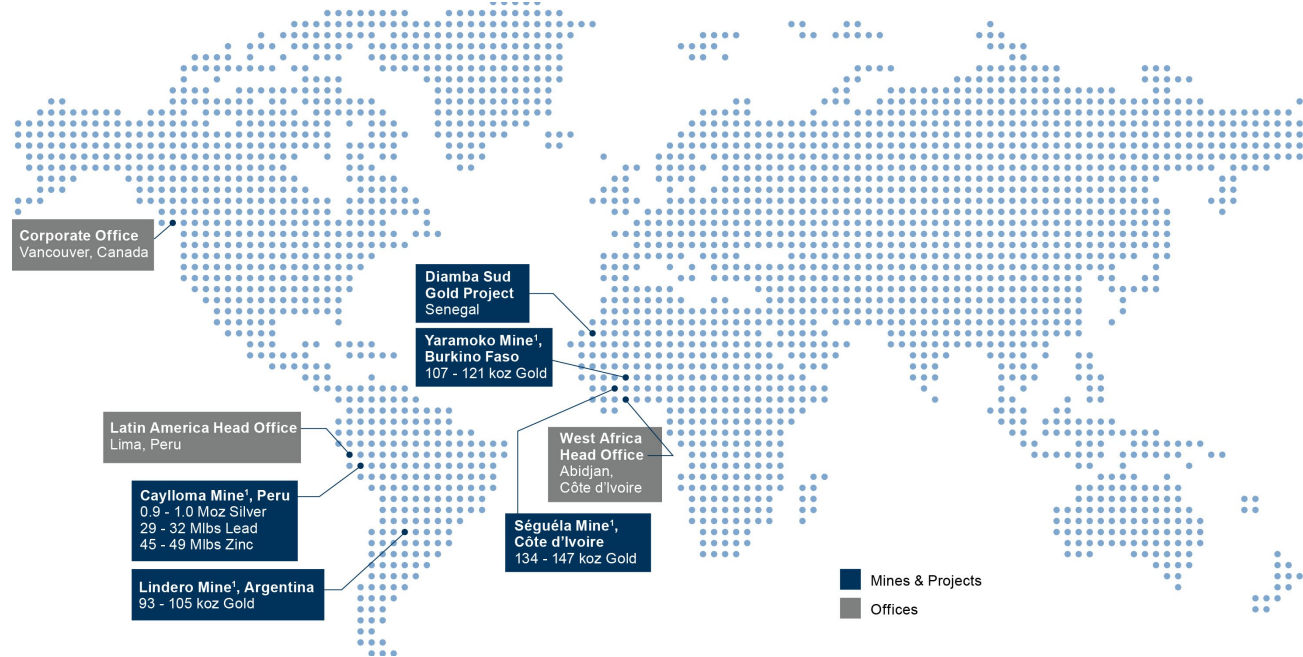 Corporate Office
Vancouver, Canada
Diamba Sud
Gold Project
Senegal
Yaramoko Mine¹,
Burkino Faso
107 - 121 koz Gold
Latin America Head Office
Lima, Peru
West Africa
Head Office
Abidjan,
Côte d’Ivoire
Caylloma Mine¹, Peru
0.9 - 1.0 Moz Silver
29 - 32 Mlbs Lead
45 - 49 Mlbs Zinc
Séguéla Mine¹,
Côte d’Ivoire
134 - 147 koz Gold
Lindero Mine¹, Argentina
93 - 105 koz Gold
Mines & Projects
Offices